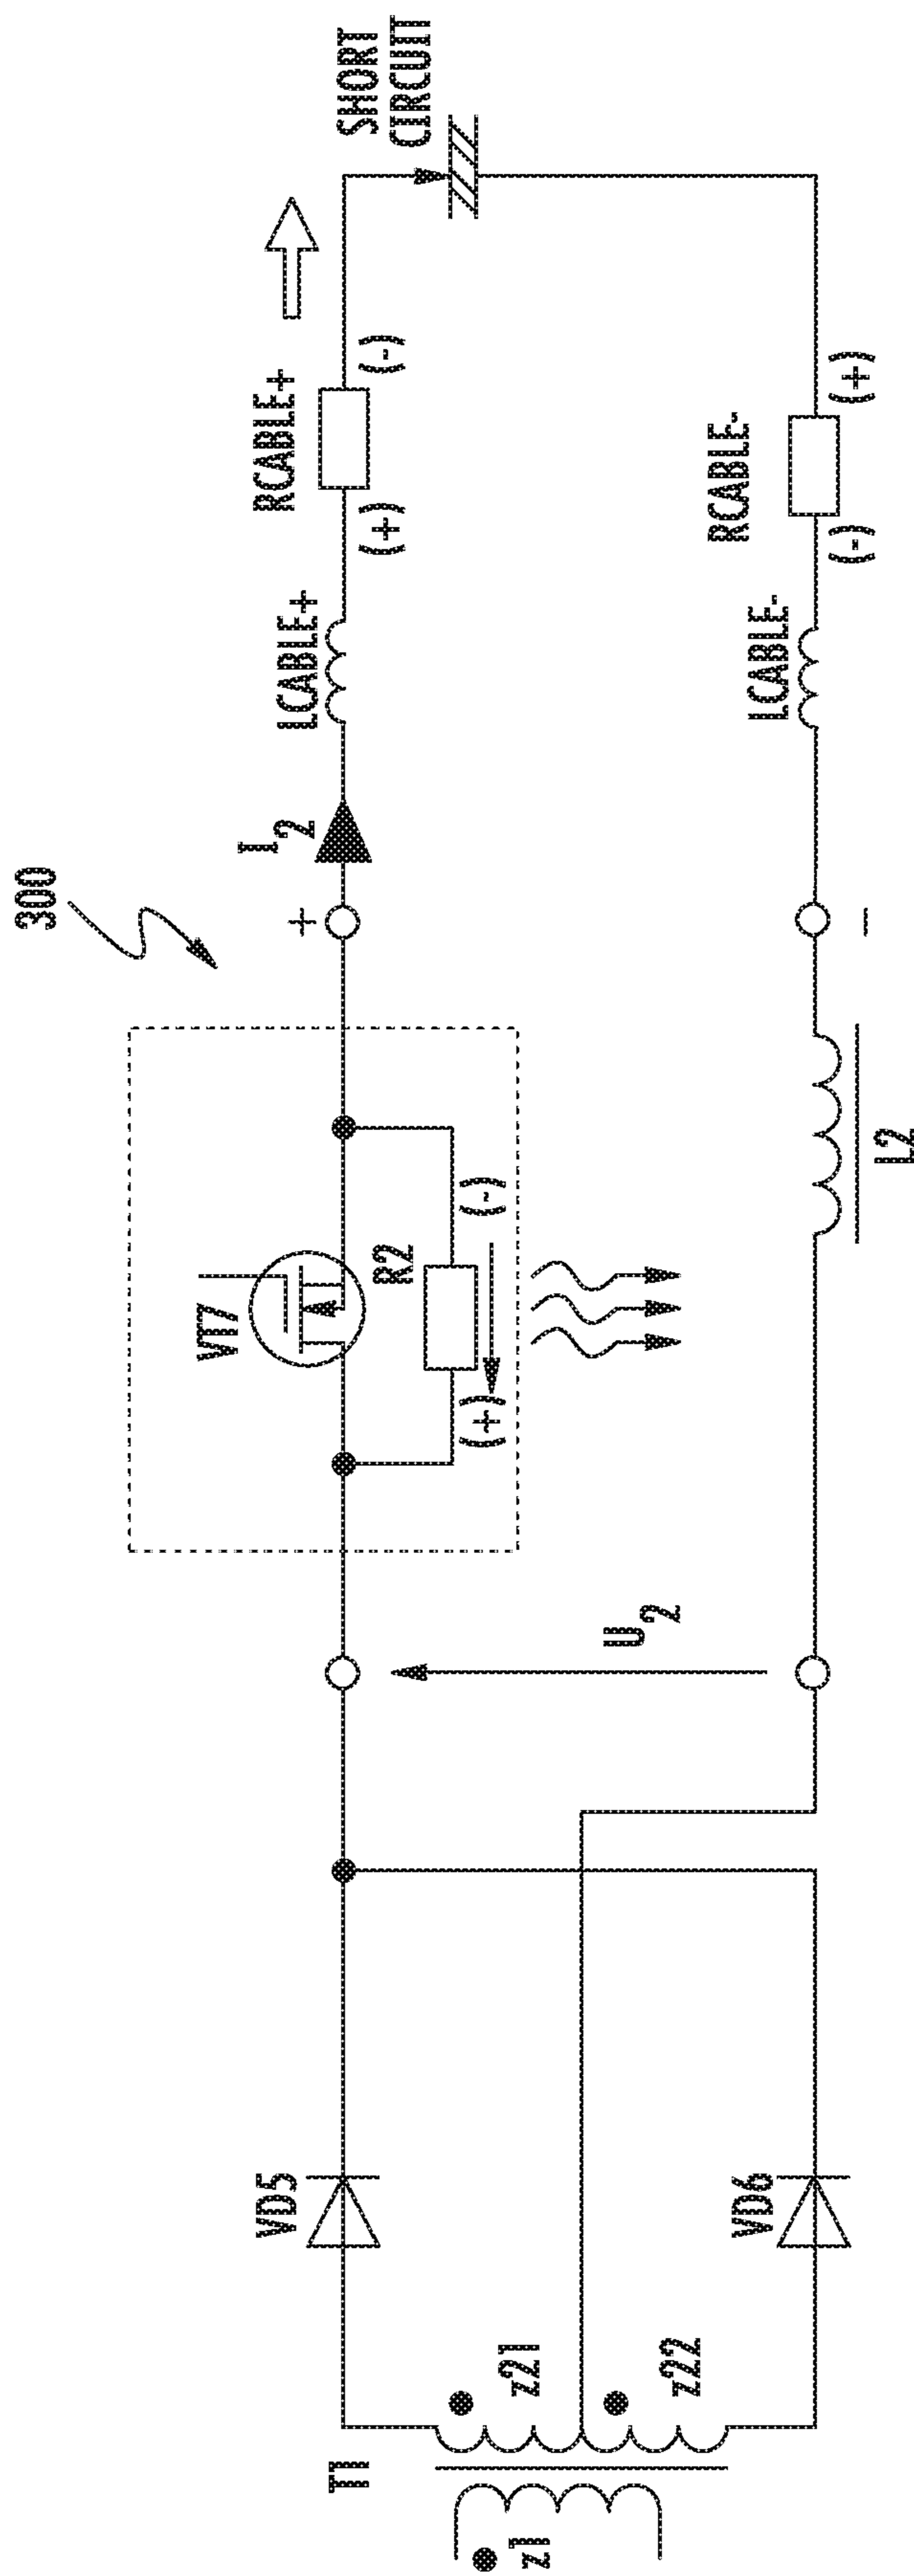 300
SHORT
CIRCUIT
I2
LCABLE+
RCABLE+
(+)
(-)
+
VT7
R2
(+)
(-)
VD5
T1
z1
z21
z22
U2
VD6
L2
−
LCABLE-
RCABLE-
(-)
(+)